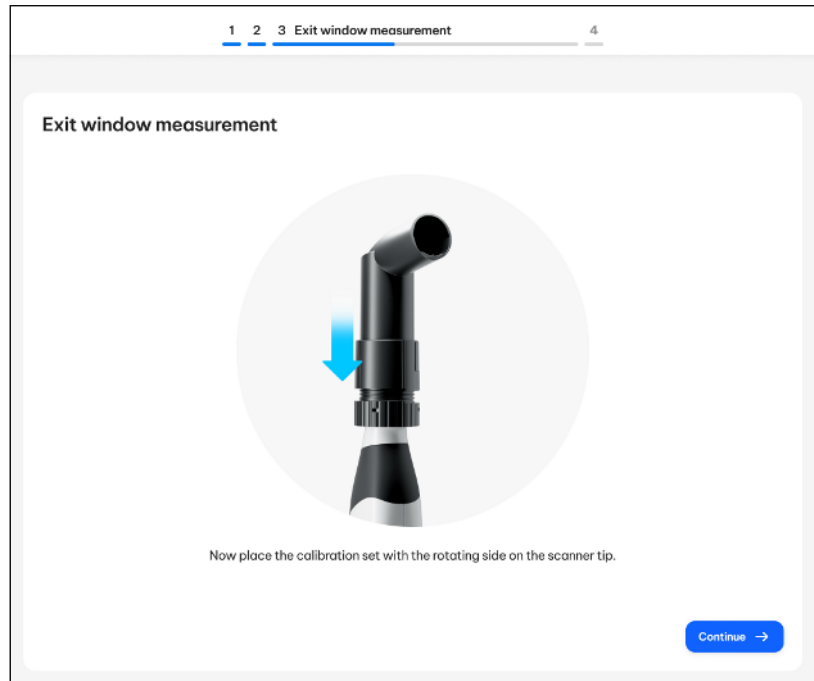 1 2 3 Exit window measurement 4
Exit window measurement
Now place the calibration set with the rotating side on the scanner tip.
Continue →